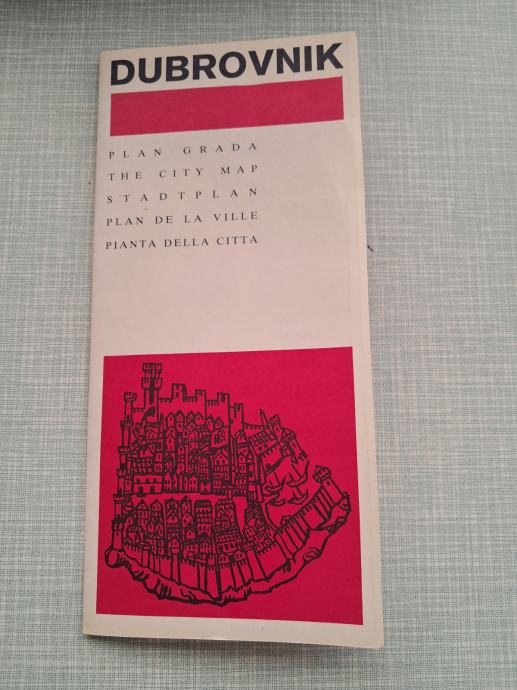 DUBROVNIK
PLAN GRADA
THE CITY MAP
STADTPLAN
PLAN DE LA VILLE
PIANTA DELLA CITTA